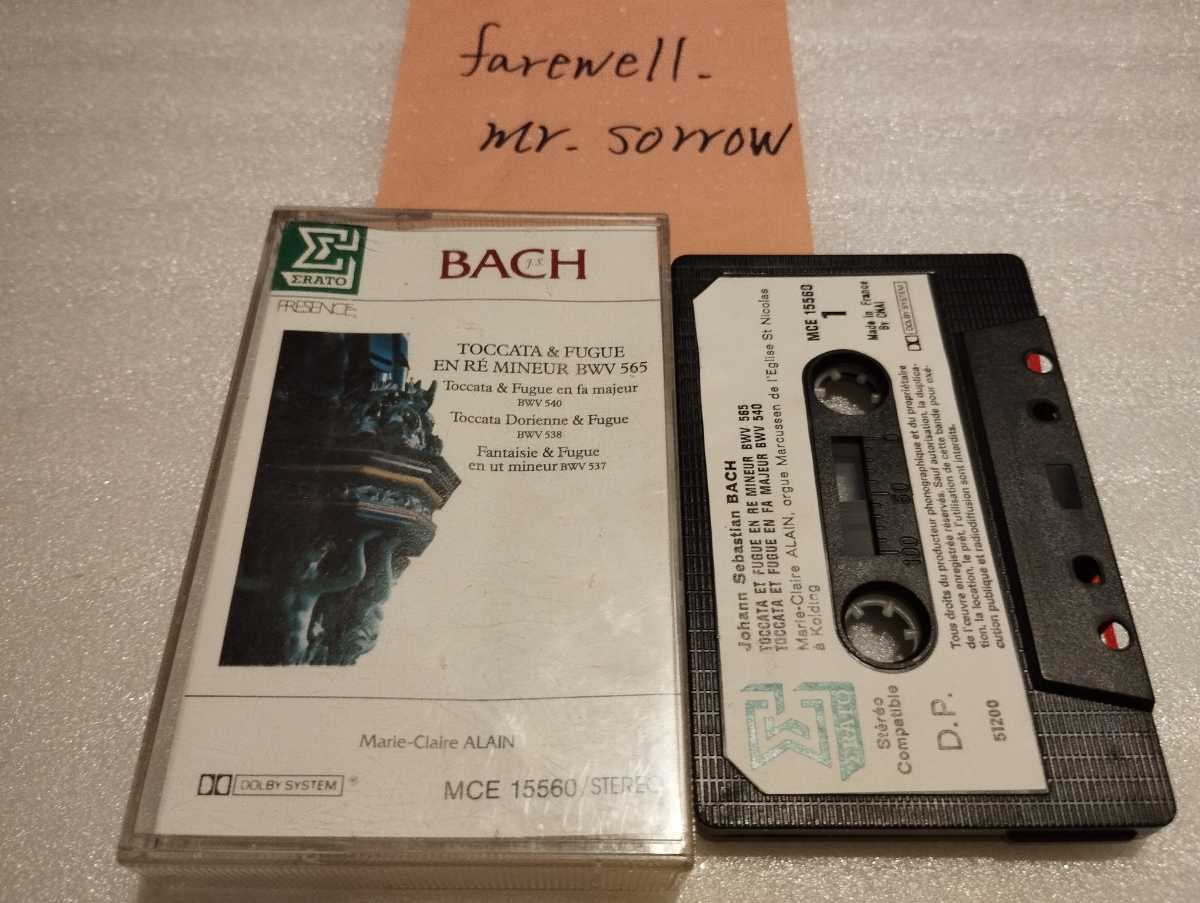 farewell.
mr. sorrow
ERATO
PRESENCE
BACH
J.S.
TOCCATA & FUGUE
EN RÉ MINEUR BWV 565
Toccata & Fugue en fa majeur
BWV 540
Toccata Dorienne & Fugue
BWV 538
Fantaisie & Fugue
en ut mineur BWV 537
Marie-Claire ALAIN
DOLBY SYSTEM ®
MCE 15560/STEREO
ERATO
Stéréo
Compatible
D.P.
51200
Johann Sebastian BACH
TOCCATA ET FUGUE EN RE MINEUR BWV 565
TOCCATA ET FUGUE EN FA MAJEUR BWV 540
Marie-Claire ALAIN, orgue Marcussen de l'Eglise St Nicolas
à Kolding
MCE 15560
1
Made in France
By CNAI
DOLBY SYSTEM
100 50 0
Tous droits du producteur phonographique et du propriétaire
de l'œuvre enregistrée réservés. Sauf autorisation, la duplica-
tion, la location, le prêt, l'utilisation de cette bande pour exé-
cution publique et radiodiffusion sont interdits.